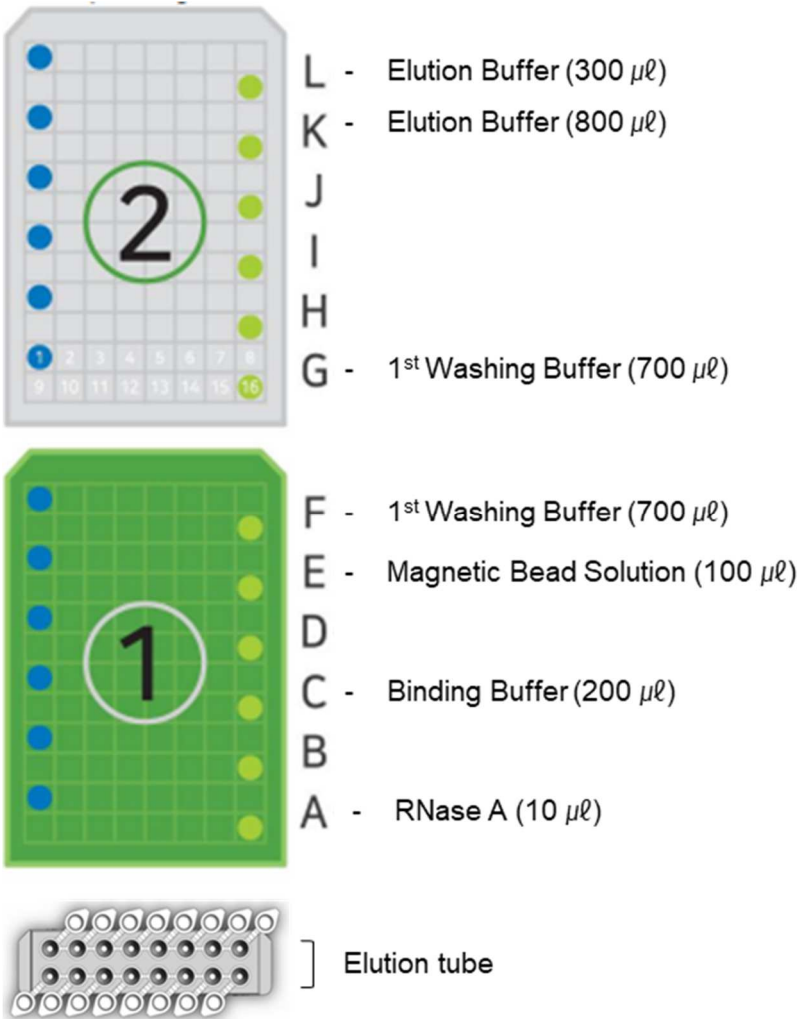 L - Elution Buffer (300 ㎕)
K - Elution Buffer (800 ㎕)
J
2
I
H
1 2 3 4 5 6 7 8
G - 1st Washing Buffer (700 ㎕)
9 10 11 12 13 14 15 16
F - 1st Washing Buffer (700 ㎕)
E - Magnetic Bead Solution (100 ㎕)
D
1
C - Binding Buffer (200 ㎕)
B
A - RNase A (10 ㎕)
Elution tube